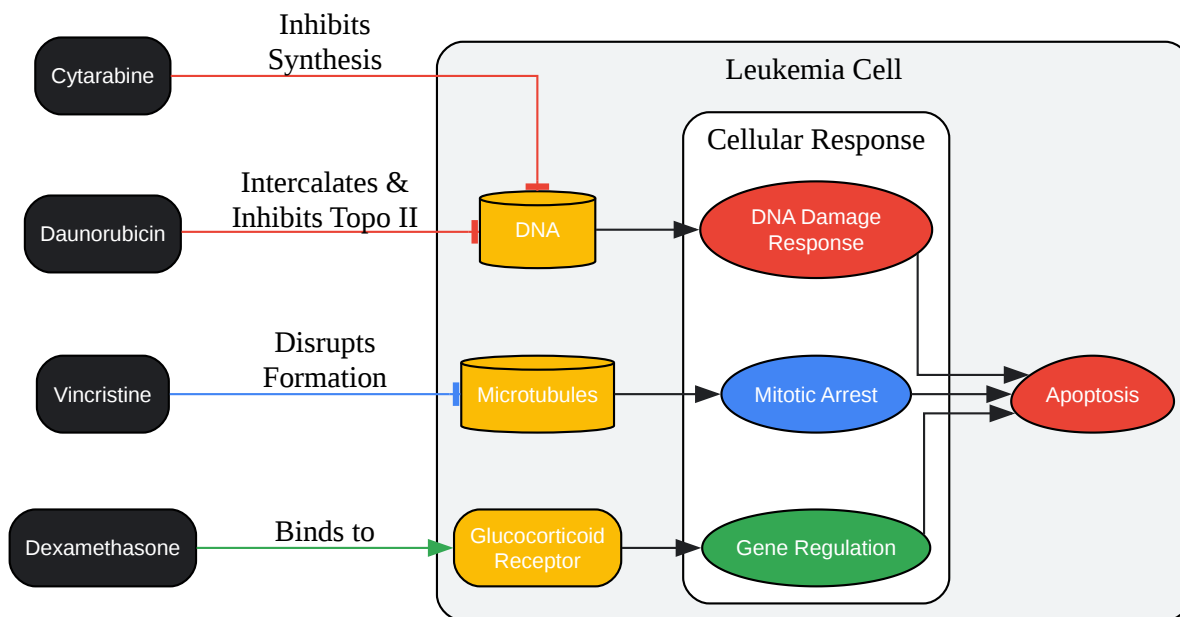 Inhibits
Synthesis
Cytarabine
Leukemia Cell
Cellular Response
Intercalates &
Inhibits Topo II
Daunorubicin
DNA
DNA Damage
Response
Disrupts
Formation
Vincristine
Microtubules
Mitotic Arrest
Apoptosis
Dexamethasone
Binds to
Glucocorticoid
Receptor
Gene Regulation